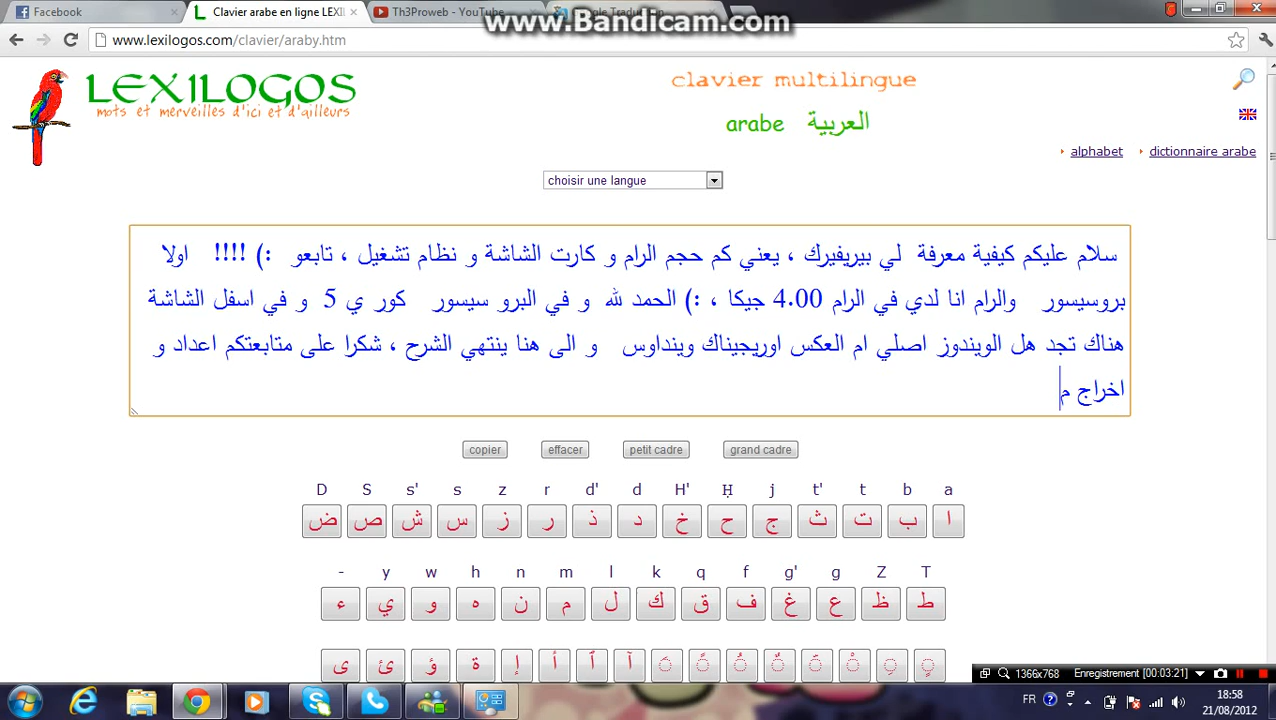 www.Bandicam.com
Facebook
Clavier arabe en ligne LEXIL
Th3Proweb - YouTube
www.lexilogos.com/clavier/araby.htm
LEXILOGOS
mots et merveilles d'ici et d'ailleurs
clavier multilingue
arabe العربية
alphabet
dictionnaire arabe
choisir une langue
سلام عليكم كيفية معرفة لي بيريفيرك ، يعني كم حجم الرام و كارت الشاشة و نظام تشغيل ، تابعو :) !!!! اولا
بروسيسور والرام انا لدي في الرام 4.00 جيكا ، :) الحمد لله و في البرو سيسور كور ي 5 و في اسفل الشاشة
هناك تجد هل الويندوز اصلي ام العكس اوريجيناك وينداوس و الى هنا ينتهي الشرح ، شكرا على متابعتكم اعداد و
اخراج م
copier
effacer
petit cadre
grand cadre
D S s' s z r d' d H' Ḥ j t' t b a
ض ص ش س ز ر ذ د خ ح ج ث ت ب ا
- y w h n m l k q f g' g Z T
ء ي و ه ن م ل ك ق ف غ ع ظ ط
ى ئ ؤ ة إ أ ٱ آ
1366x768
Enregistrement [00:03:21]
FR
18:58
21/08/2012